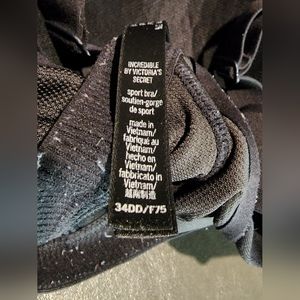 INCREDIBLE
BY VICTORIA'S
SECRET
sport bra/
soutien-gorge
de sport
made in
Vietnam/
fabriqué au
Vietnam/
hecho en
Vietnam/
fabbricato in
Vietnam/
越南制造
34DD/F75